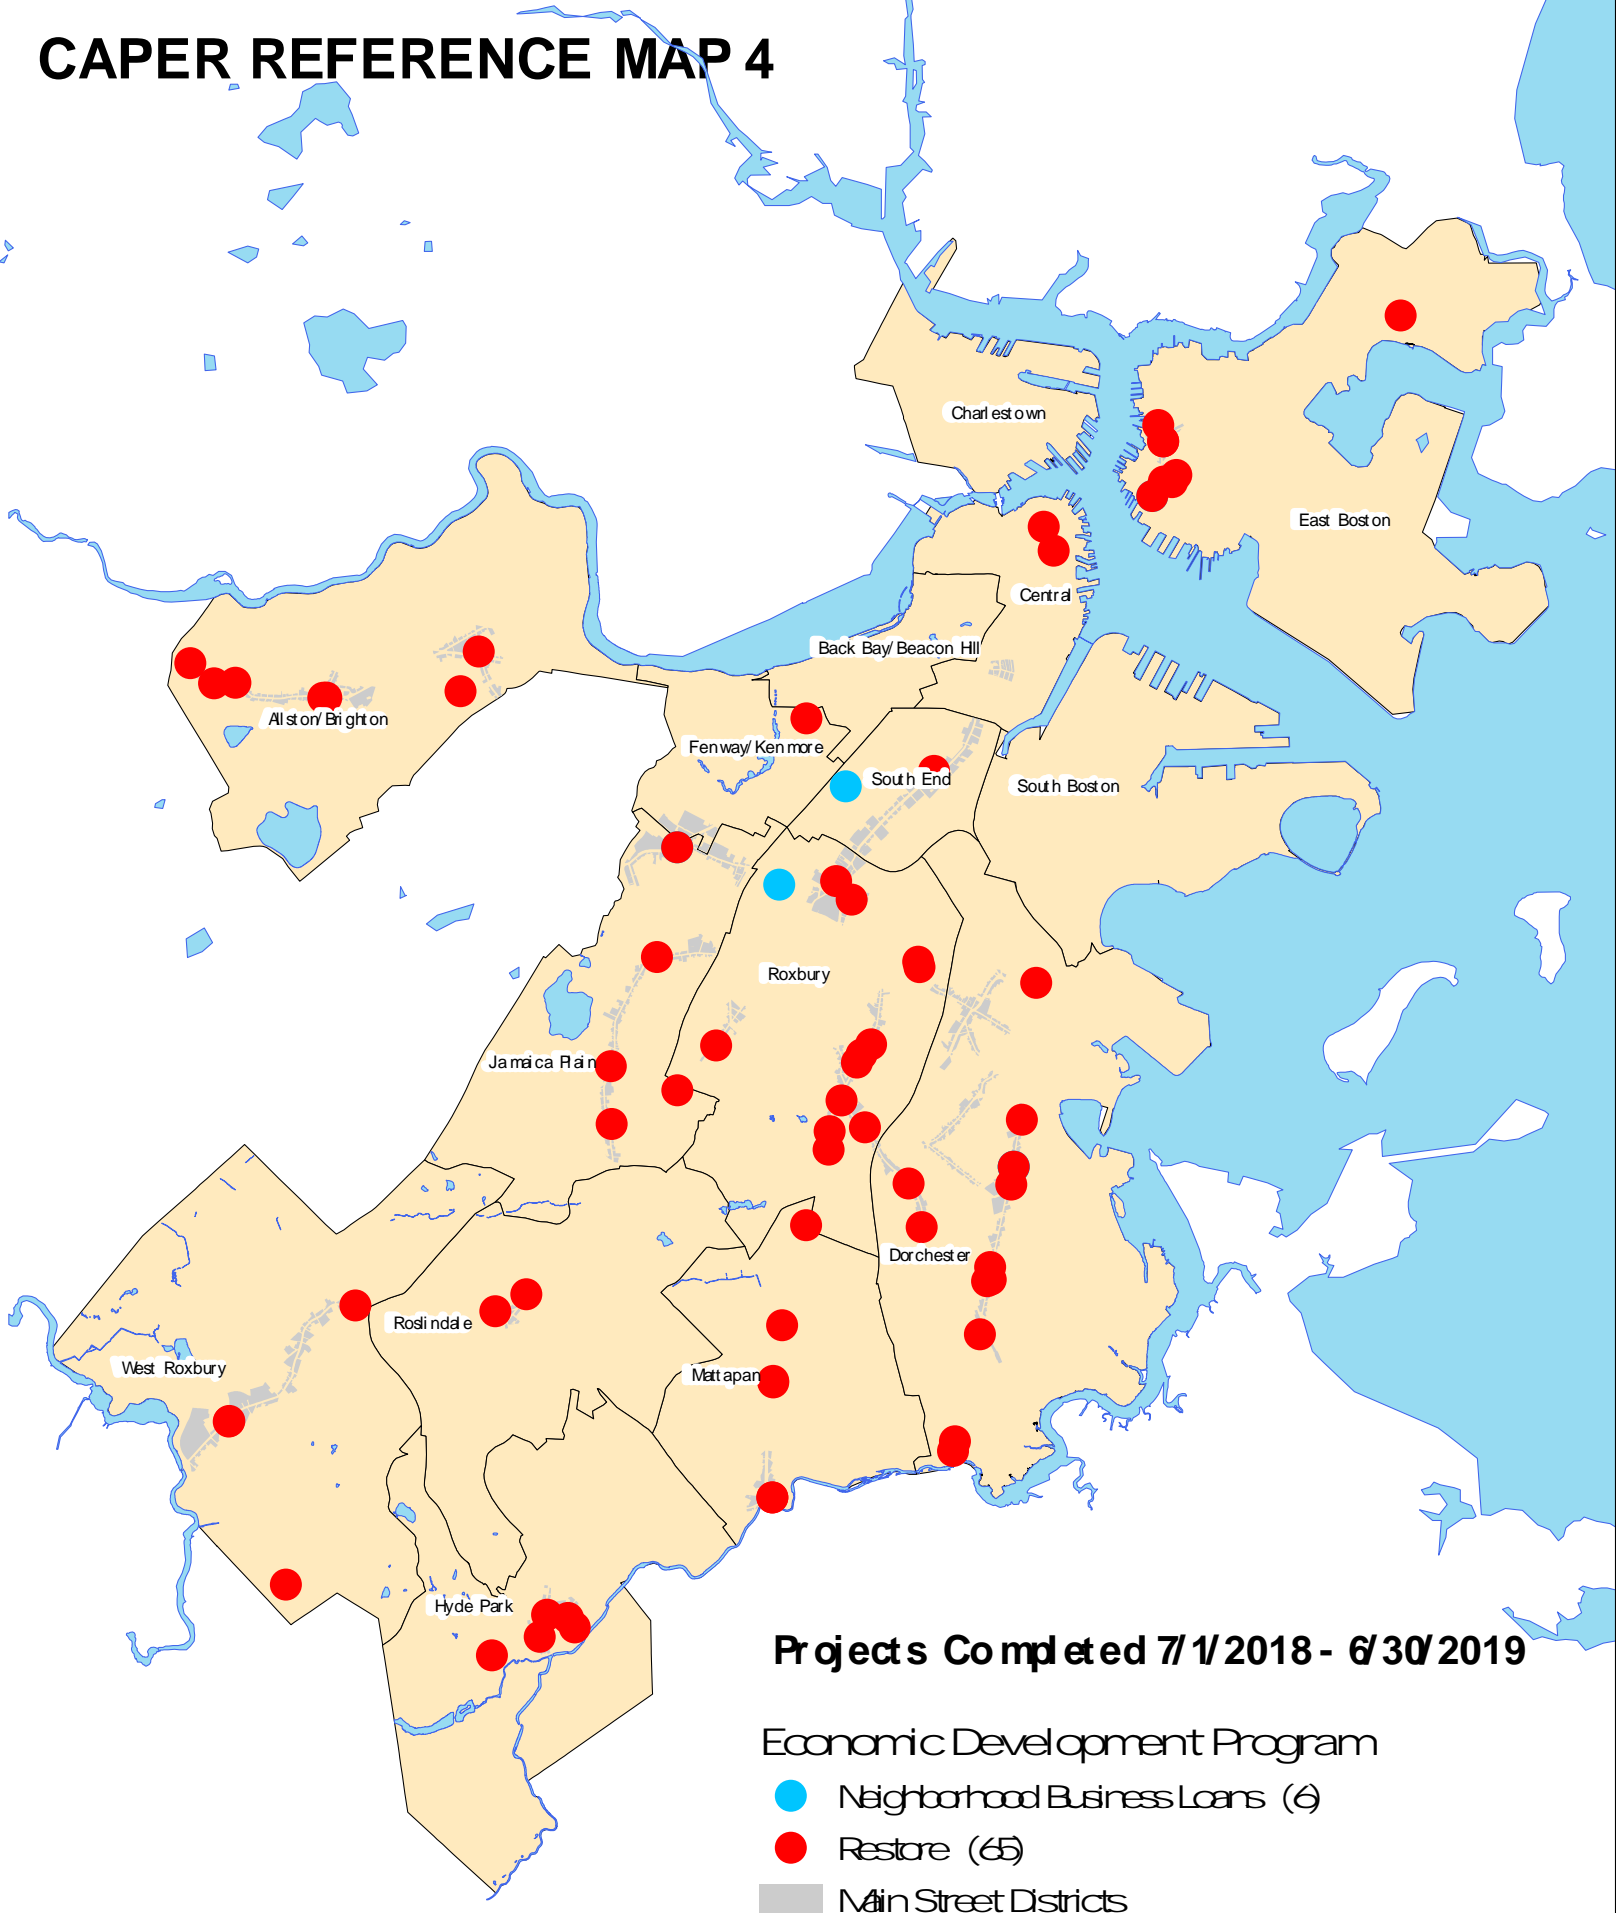 CAPER REFERENCE MAP 4
Charlestown
East Boston
Central
Back Bay/Beacon Hill
Allston/Brighton
Fenway/Kenmore
South End
South Boston
Roxbury
Jamaica Plain
Dorchester
Roslindale
West Roxbury
Mattapan
Hyde Park
Projects Completed 7/1/2018 - 6/30/2019
Economic Development Program
Neighborhood Business Loans (6)
Restore (65)
Main Street Districts